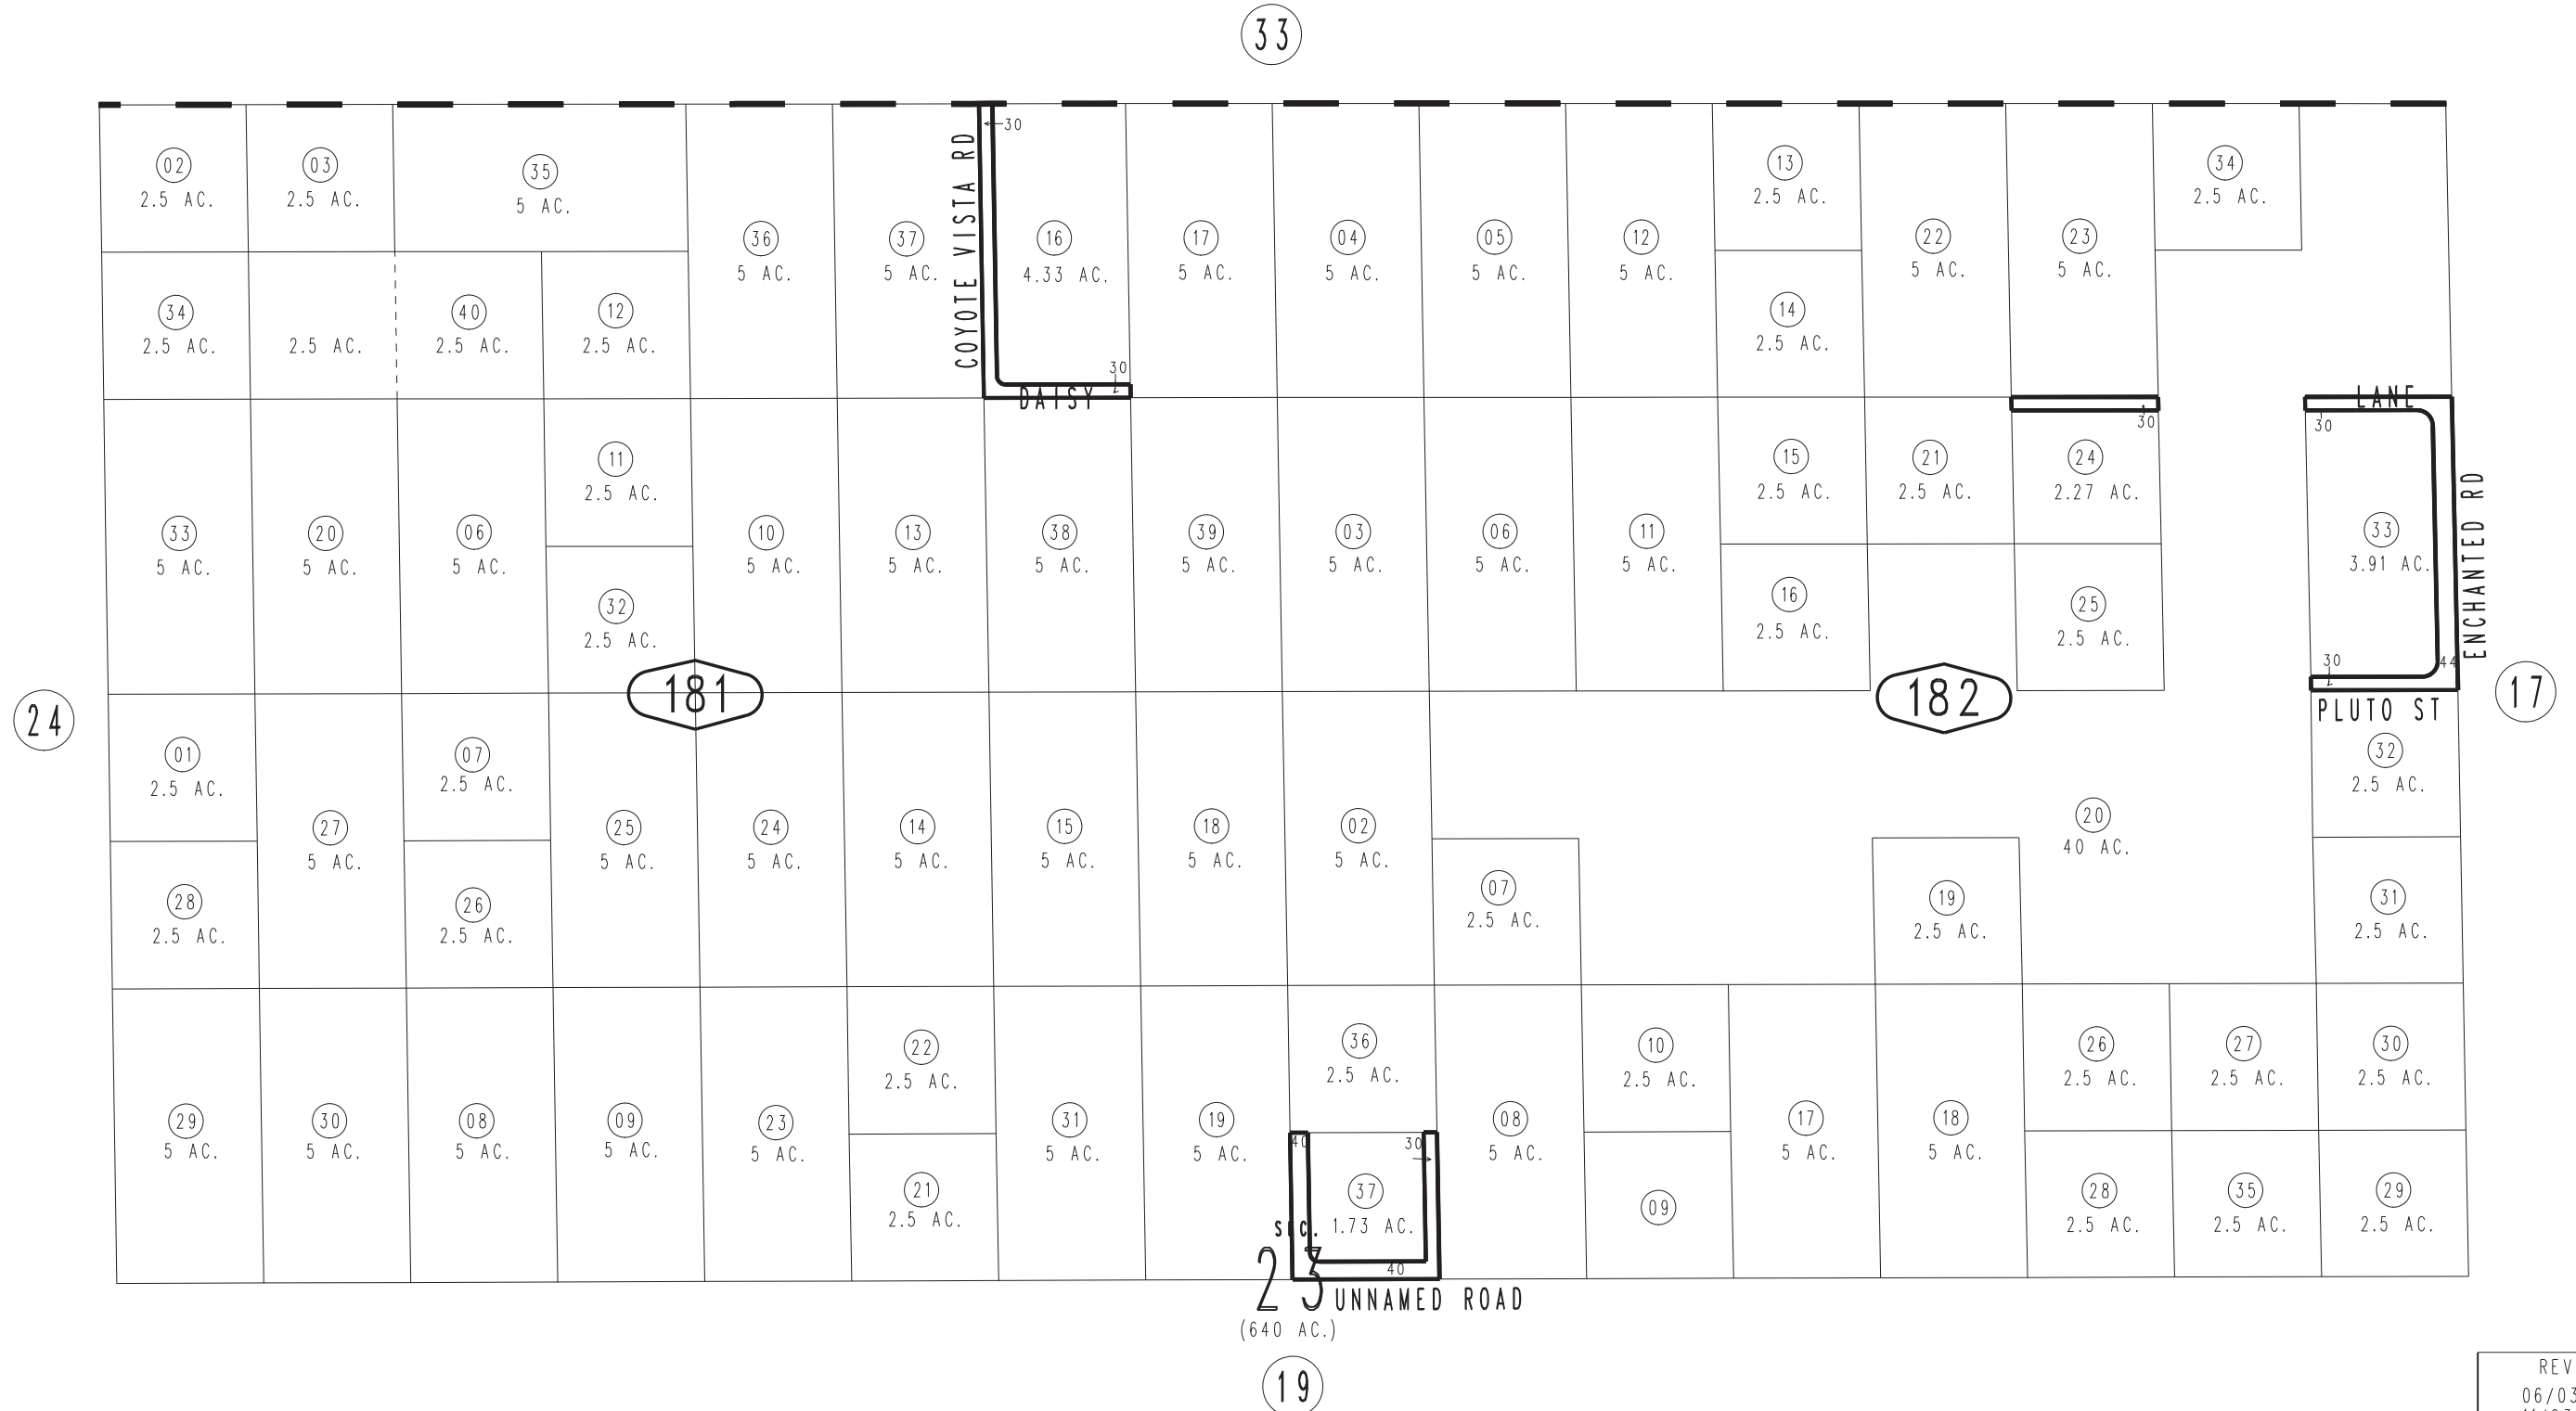 33
30
COYOTE VISTA RD
02
2.5 AC.
03
2.5 AC.
35
5 AC.
36
5 AC.
37
5 AC.
16
4.33 AC.
17
5 AC.
04
5 AC.
05
5 AC.
12
5 AC.
13
2.5 AC.
22
5 AC.
23
5 AC.
34
2.5 AC.
34
2.5 AC.
2.5 AC.
40
2.5 AC.
12
2.5 AC.
14
2.5 AC.
30
DAISY
LANE
30
30
33
5 AC.
20
5 AC.
06
5 AC.
11
2.5 AC.
10
5 AC.
13
5 AC.
38
5 AC.
39
5 AC.
03
5 AC.
06
5 AC.
11
5 AC.
15
2.5 AC.
21
2.5 AC.
24
2.27 AC.
33
3.91 AC.
ENCHANTED RD
32
2.5 AC.
16
2.5 AC.
25
2.5 AC.
30
44
24
181
182
17
PLUTO ST
01
2.5 AC.
27
5 AC.
07
2.5 AC.
25
5 AC.
24
5 AC.
14
5 AC.
15
5 AC.
18
5 AC.
02
5 AC.
20
40 AC.
32
2.5 AC.
28
2.5 AC.
26
2.5 AC.
07
2.5 AC.
19
2.5 AC.
31
2.5 AC.
29
5 AC.
30
5 AC.
08
5 AC.
09
5 AC.
23
5 AC.
22
2.5 AC.
31
5 AC.
19
5 AC.
36
2.5 AC.
08
5 AC.
10
2.5 AC.
17
5 AC.
18
5 AC.
26
2.5 AC.
27
2.5 AC.
30
2.5 AC.
21
2.5 AC.
40
30
37
1.73 AC.
40
09
28
2.5 AC.
35
2.5 AC.
29
2.5 AC.
SEC.
23
UNNAMED ROAD
(640 AC.)
19
REV
06/03